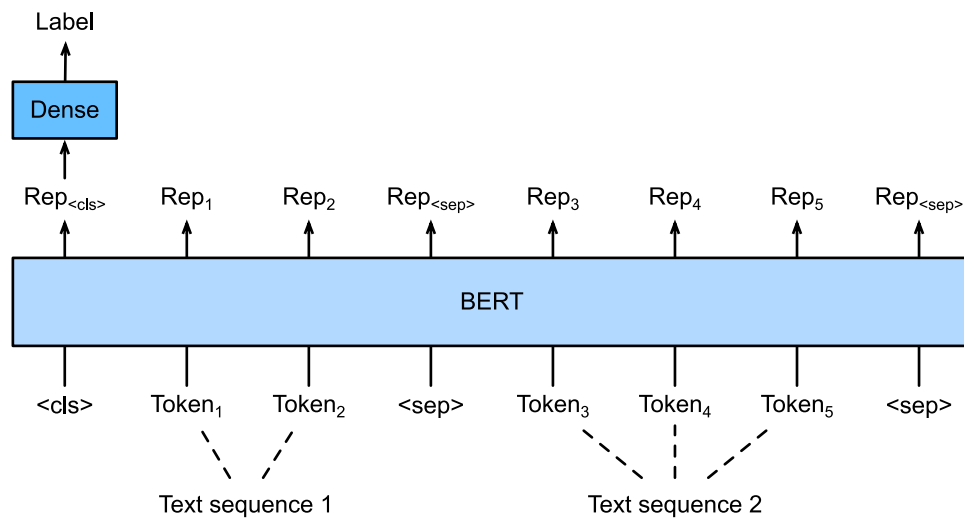 Label
Dense
Rep<cls> Rep1 Rep2 Rep<sep> Rep3 Rep4 Rep5 Rep<sep>
BERT
<cls> Token1 Token2 <sep> Token3 Token4 Token5 <sep>
Text sequence 1 Text sequence 2